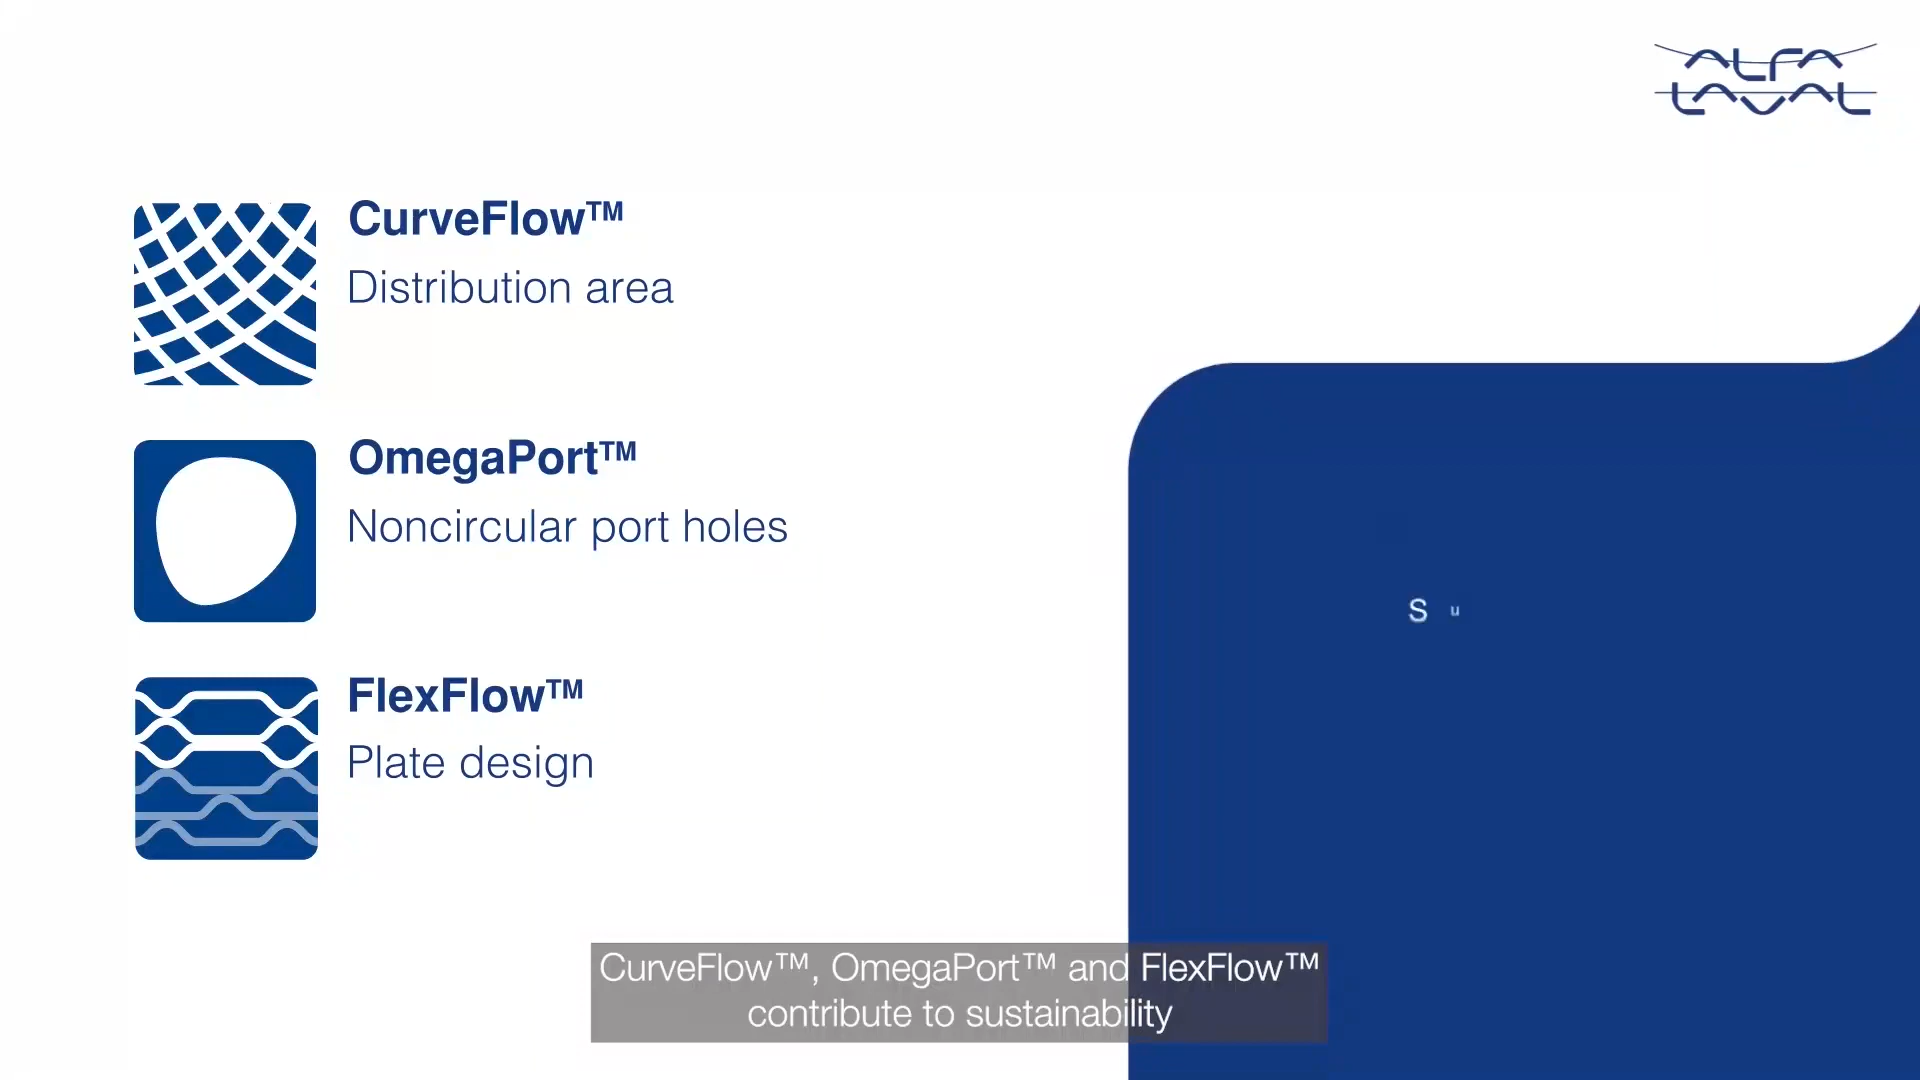 ALFA
LAVAL
CurveFlow™
Distribution area
OmegaPort™
Noncircular port holes
FlexFlow™
Plate design
S u
CurveFlow™, OmegaPort™ and FlexFlow™
contribute to sustainability